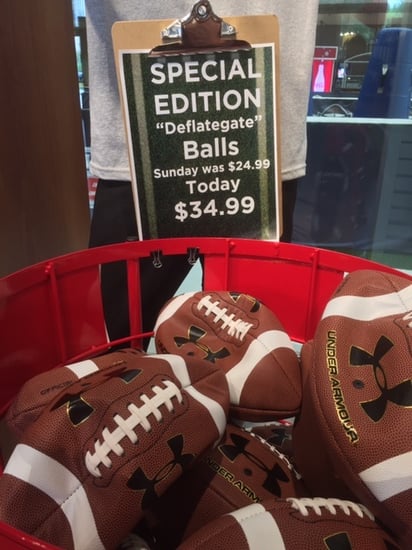 SPECIAL
EDITION
"Deflategate"
Balls
Sunday was $24.99
Today
$34.99
UNDER ARMOUR
UNDER ARMOUR